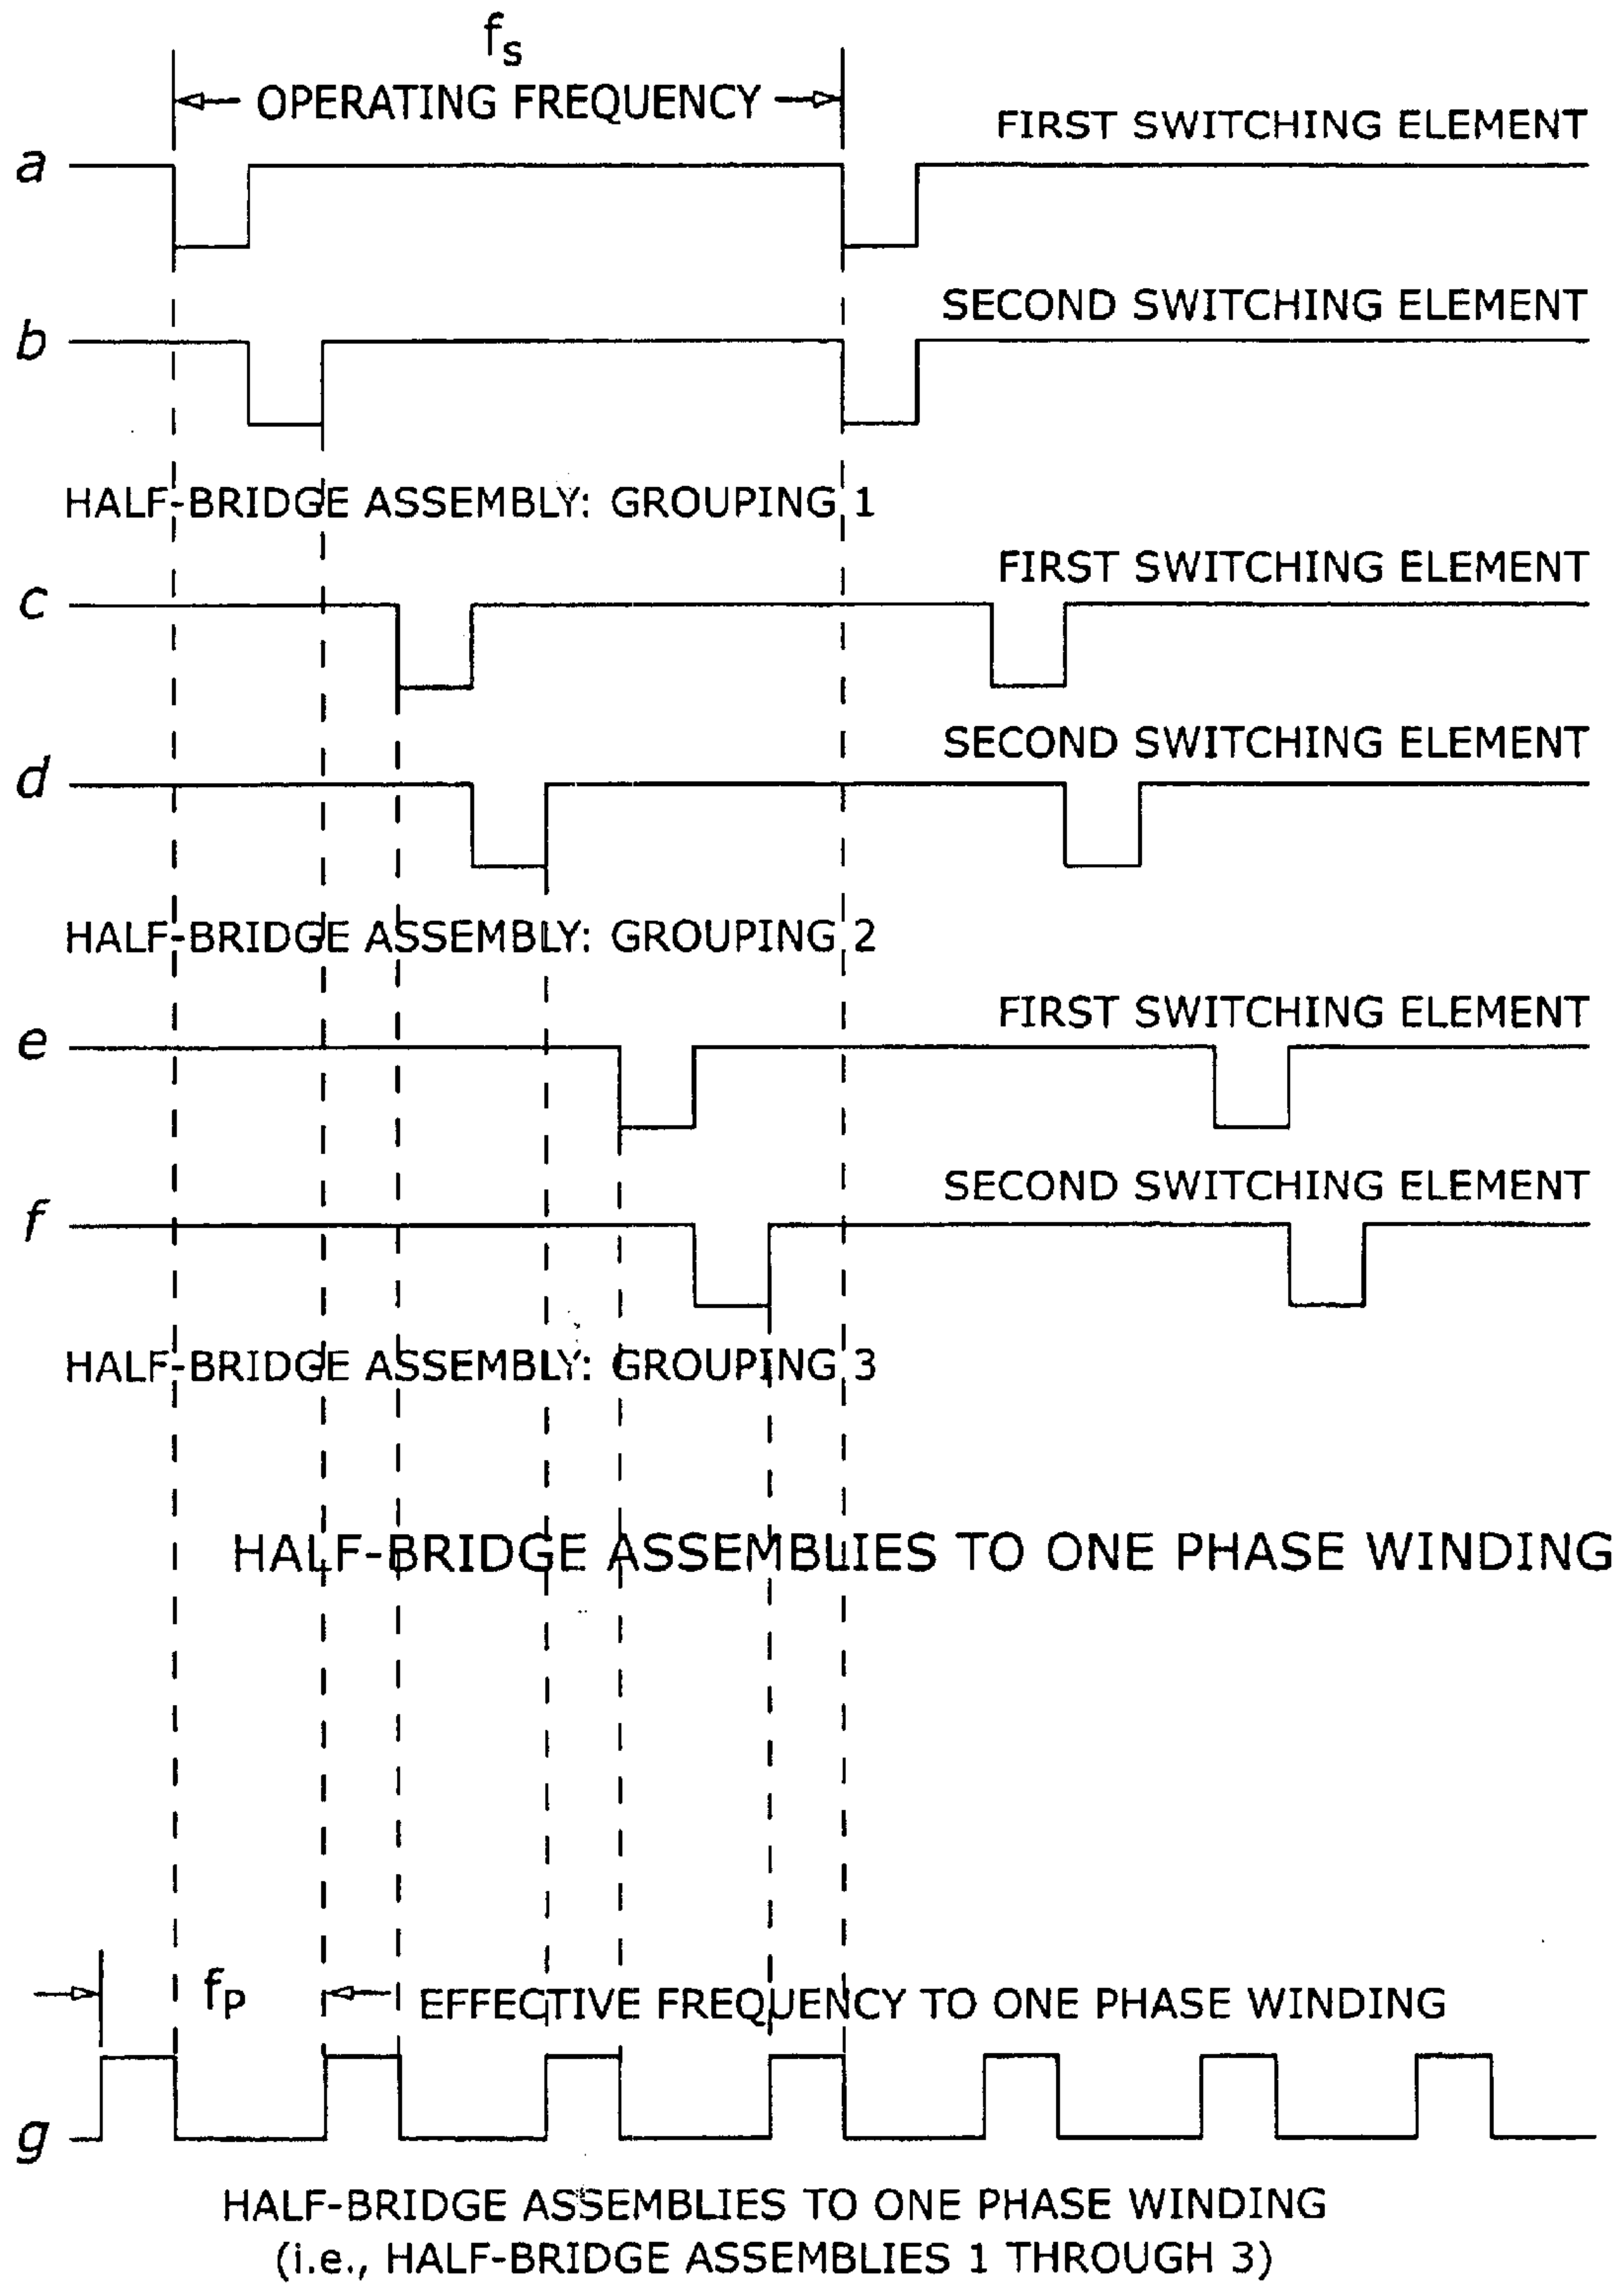 fS
OPERATING FREQUENCY
FIRST SWITCHING ELEMENT
a
SECOND SWITCHING ELEMENT
b
HALF-BRIDGE ASSEMBLY: GROUPING 1
FIRST SWITCHING ELEMENT
c
SECOND SWITCHING ELEMENT
d
HALF-BRIDGE ASSEMBLY: GROUPING 2
FIRST SWITCHING ELEMENT
e
SECOND SWITCHING ELEMENT
f
HALF-BRIDGE ASSEMBLY: GROUPING 3
HALF-BRIDGE ASSEMBLIES TO ONE PHASE WINDING
fP
EFFECTIVE FREQUENCY TO ONE PHASE WINDING
g
HALF-BRIDGE ASSEMBLIES TO ONE PHASE WINDING
(i.e., HALF-BRIDGE ASSEMBLIES 1 THROUGH 3)